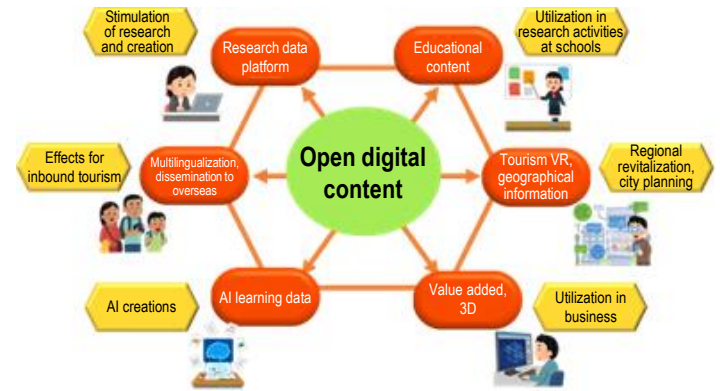 Stimulation
of research
and creation
Research data
platform
Educational
content
Utilization in
research activities
at schools
Effects for
inbound tourism
Multilingualization,
dissemination to
overseas
Open digital
content
Tourism VR,
geographical
information
Regional
revitalization,
city planning
AI creations
AI learning data
Value added,
3D
Utilization in
business